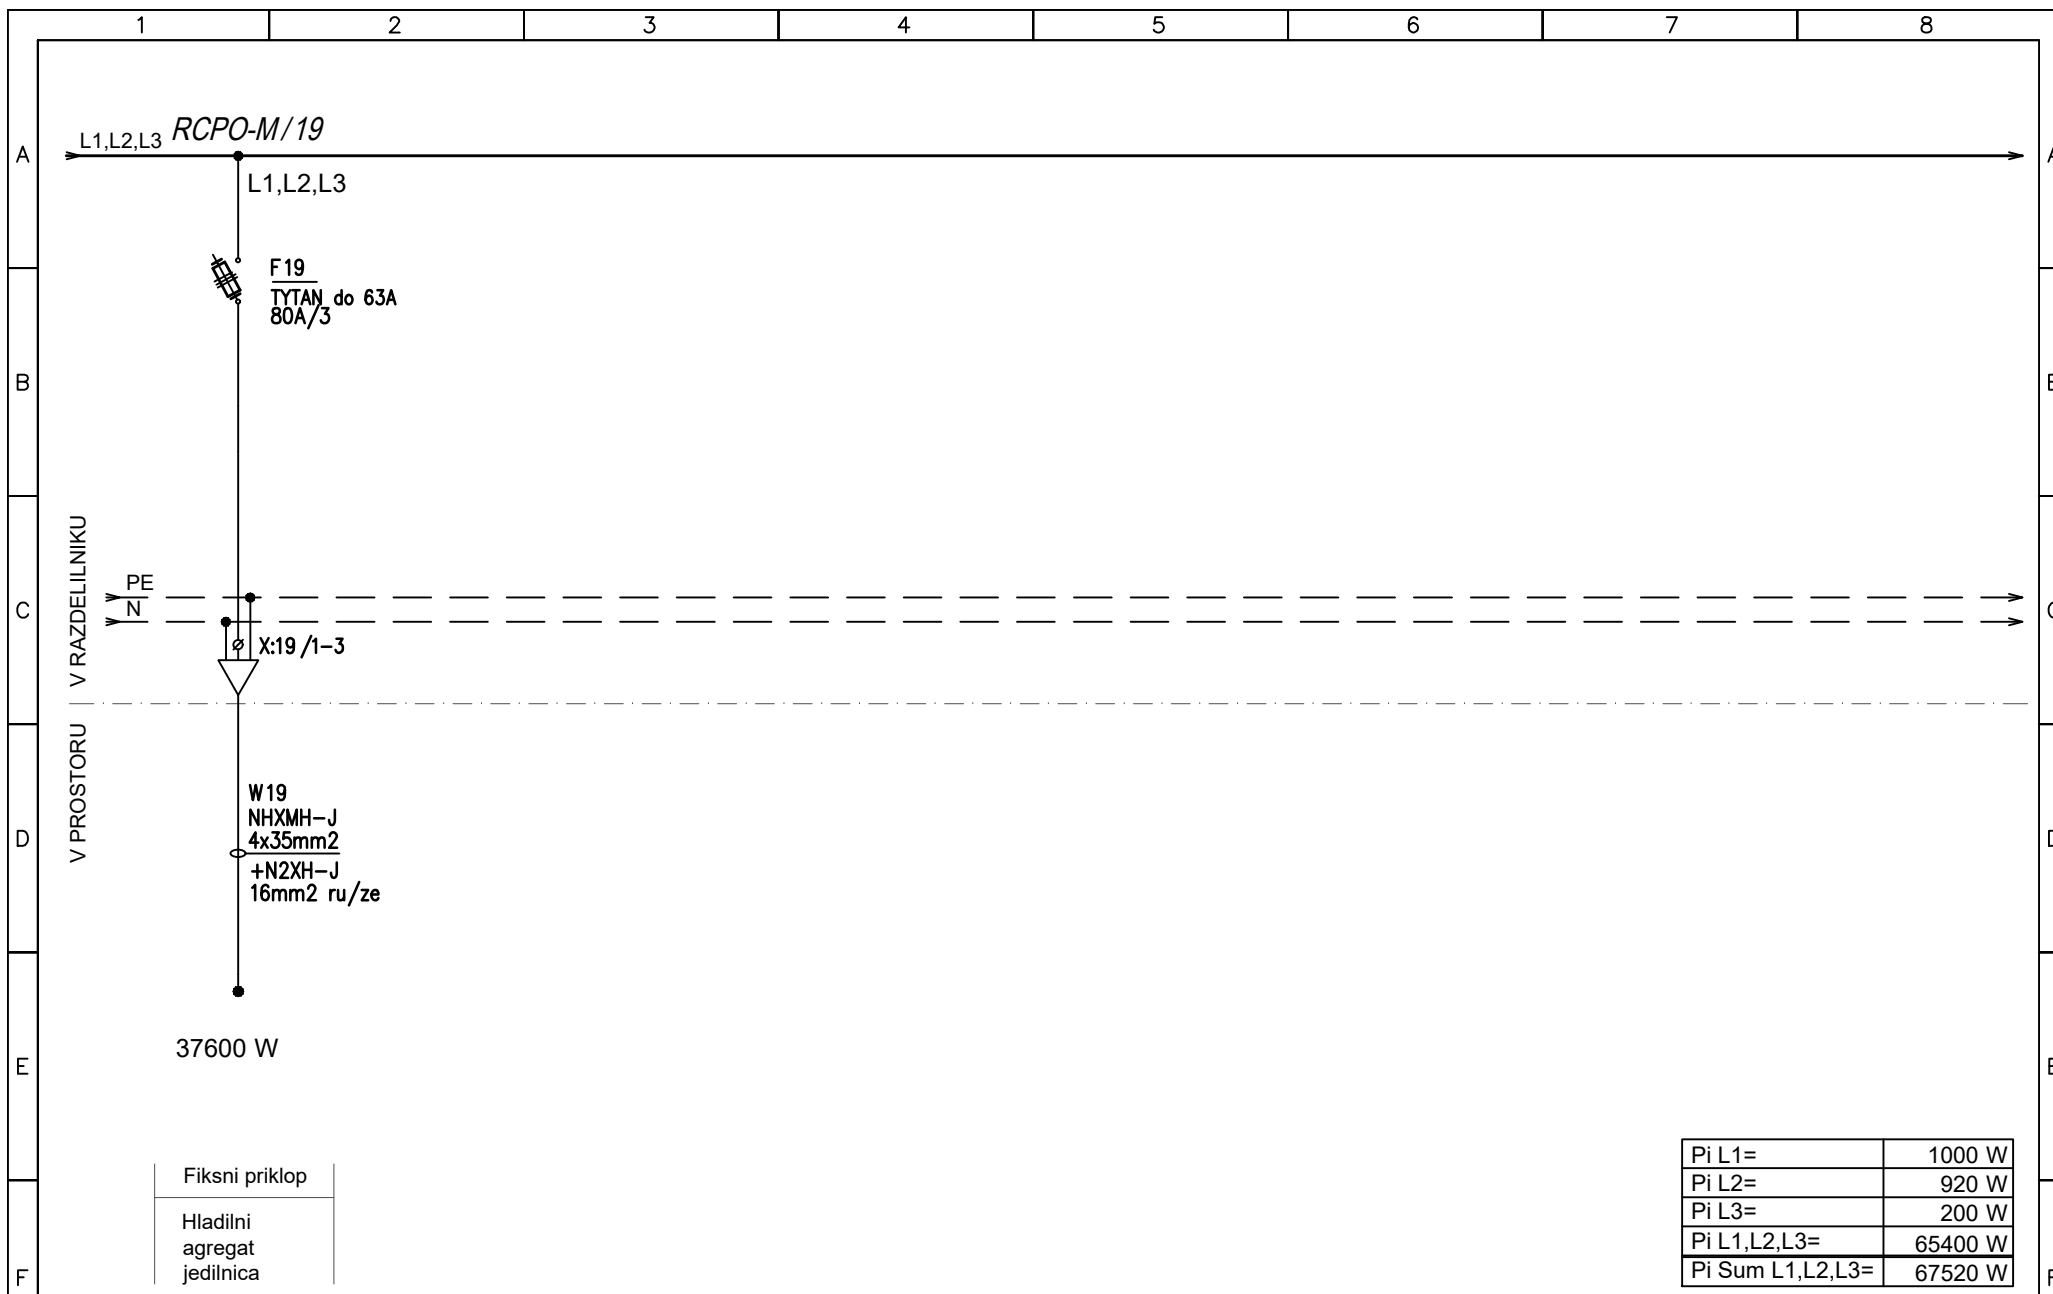 1 2 3 4 5 6 7 8
RCPO-M/19
L1,L2,L3
A
L1,L2,L3
F19
TYTAN do 63A
80A/3
B
V RAZDELILNIKU
PE
N
C
X:19/1-3
V PROSTORU
W19
NHXMH-J
4x35mm2
D
+N2XH-J
16mm2 ru/ze
37600 W
E
Pi L1= 1000 W
Fiksni priklop
Pi L2= 920 W
Pi L3= 200 W
Hladilni
agregat
jedilnica
Pi L1,L2,L3= 65400 W
Pi Sum L1,L2,L3= 67520 W
F